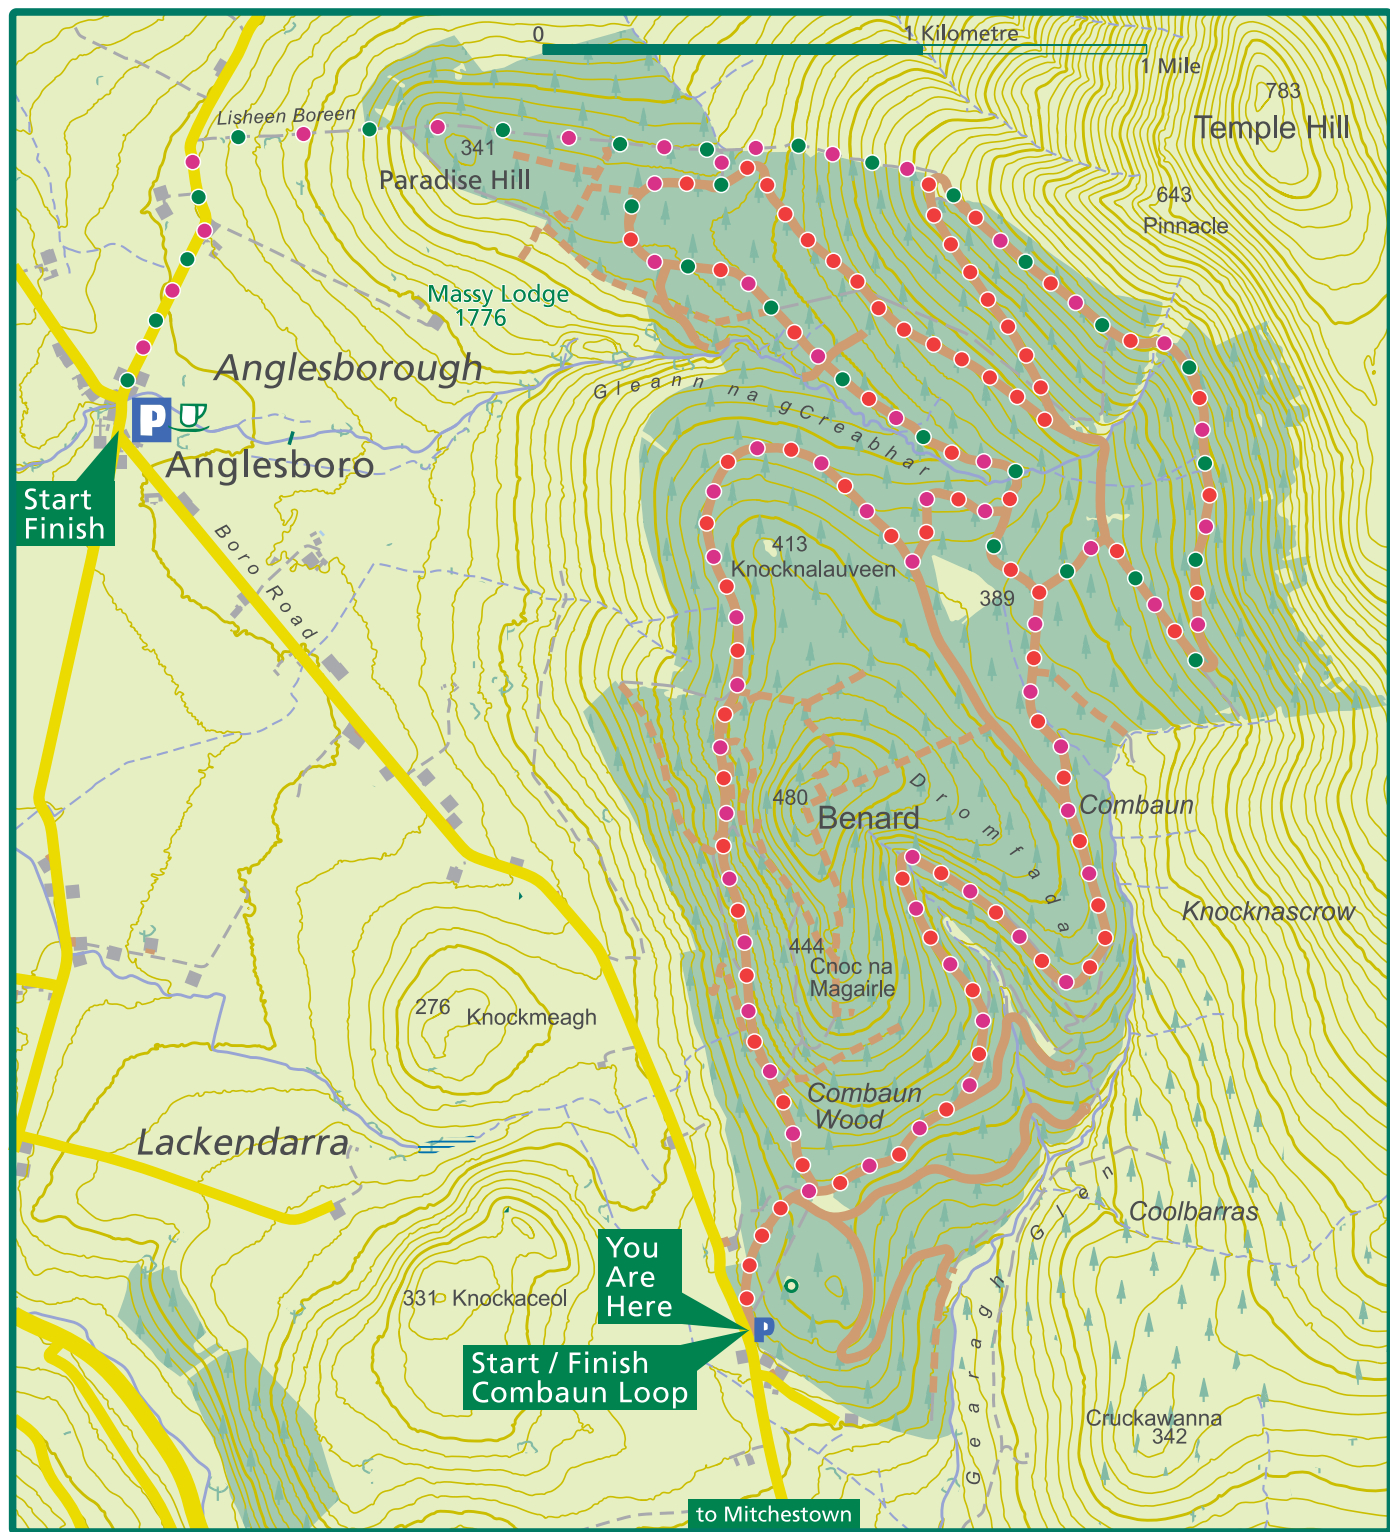 0
1 Kilometre
1 Mile
783
Temple Hill
Lisheen Boreen
341
Paradise Hill
643
Pinnacle
Massy Lodge
1776
Anglesborough
Gleann na gCreabhar
P
Anglesboro
Start
Finish
Boro Road
413
Knocknalauveen
389
480
Benard
Dromfada
Combaun
Knocknascrow
444
Cnoc na
Magairle
276
Knockmeagh
Combaun
Wood
Lackendarra
Gearagh Glen
Coolbarras
You
Are
Here
331
Knockaceol
P
Start / Finish
Combaun Loop
Cruckawanna
342
to Mitchestown